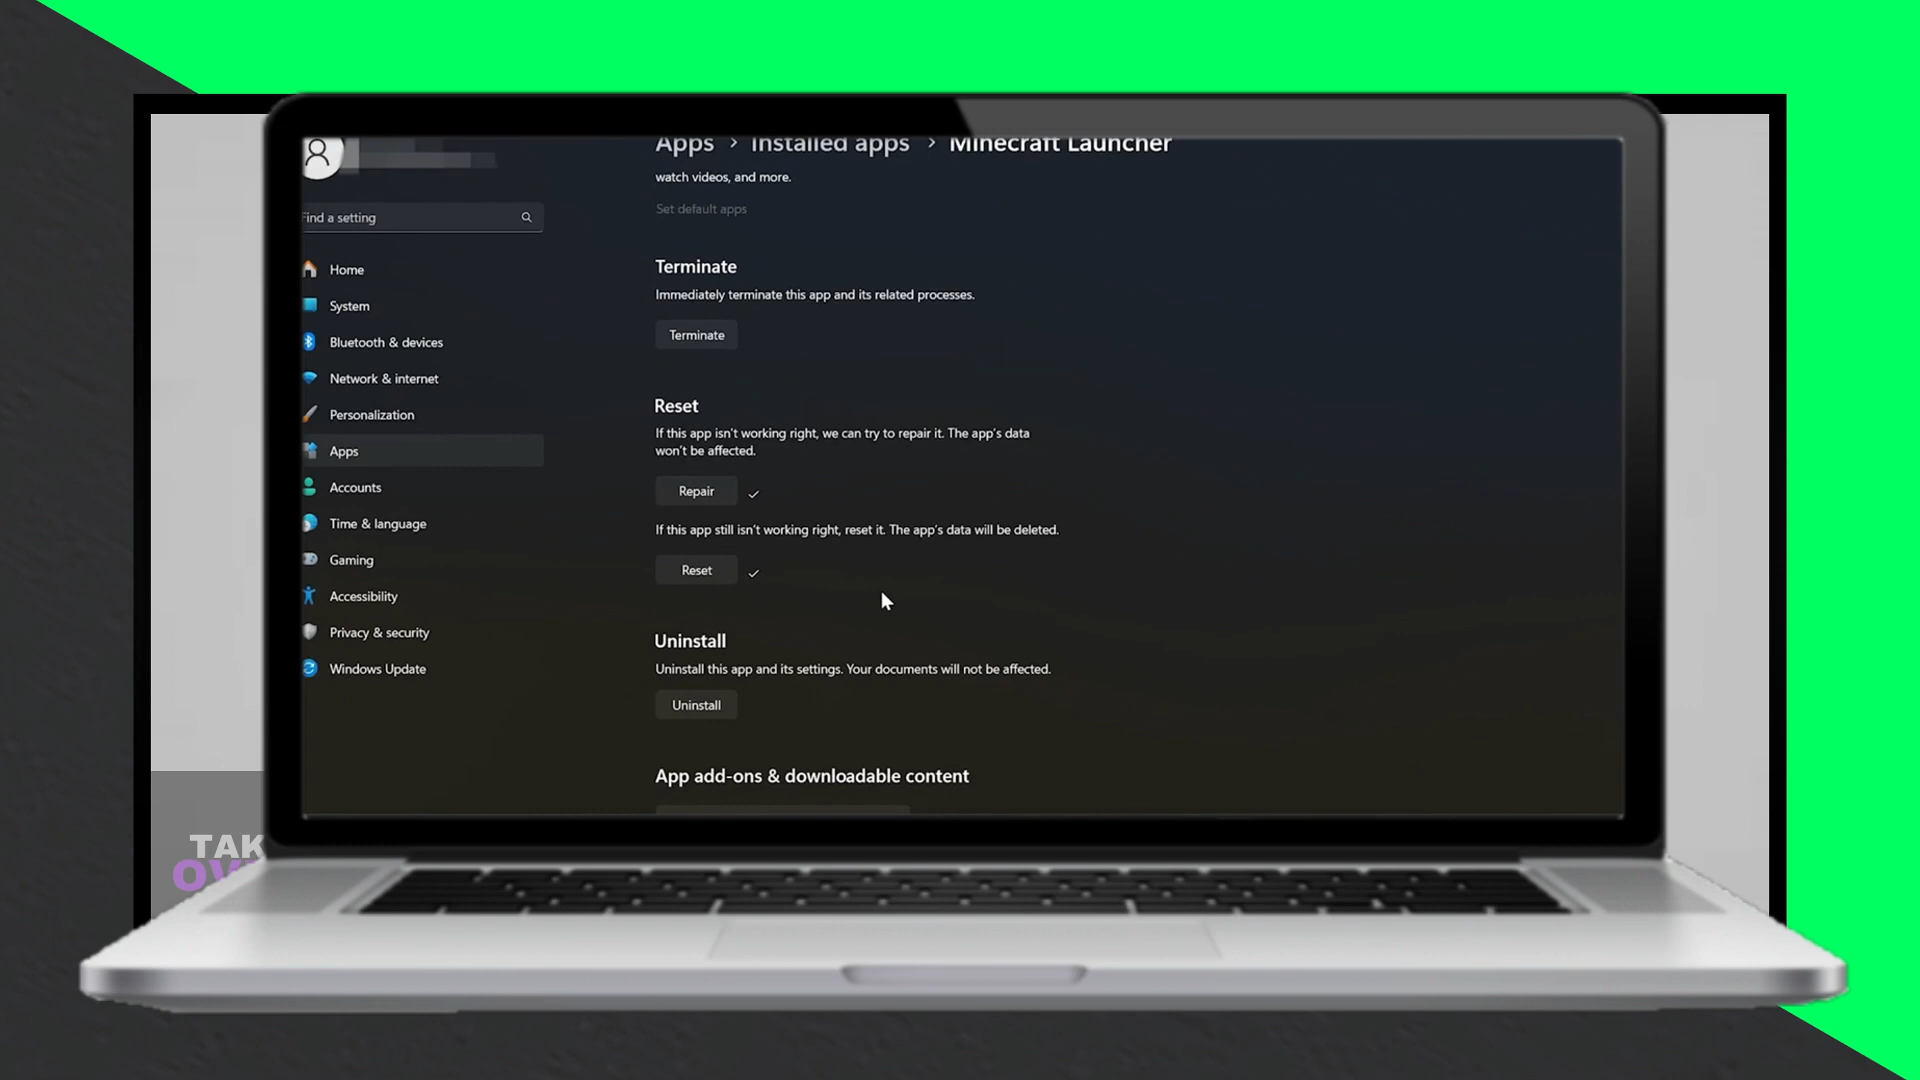 Apps > Installed apps > Minecraft Launcher
watch videos, and more.
Set default apps
Find a setting
Home
System
Bluetooth & devices
Network & internet
Personalization
Apps
Accounts
Time & language
Gaming
Accessibility
Privacy & security
Windows Update
Terminate
Immediately terminate this app and its related processes.
Terminate
Reset
If this app isn't working right, we can try to repair it. The app's data
won't be affected.
Repair
If this app still isn't working right, reset it. The app's data will be deleted.
Reset
Uninstall
Uninstall this app and its settings. Your documents will not be affected.
Uninstall
App add-ons & downloadable content
TAK